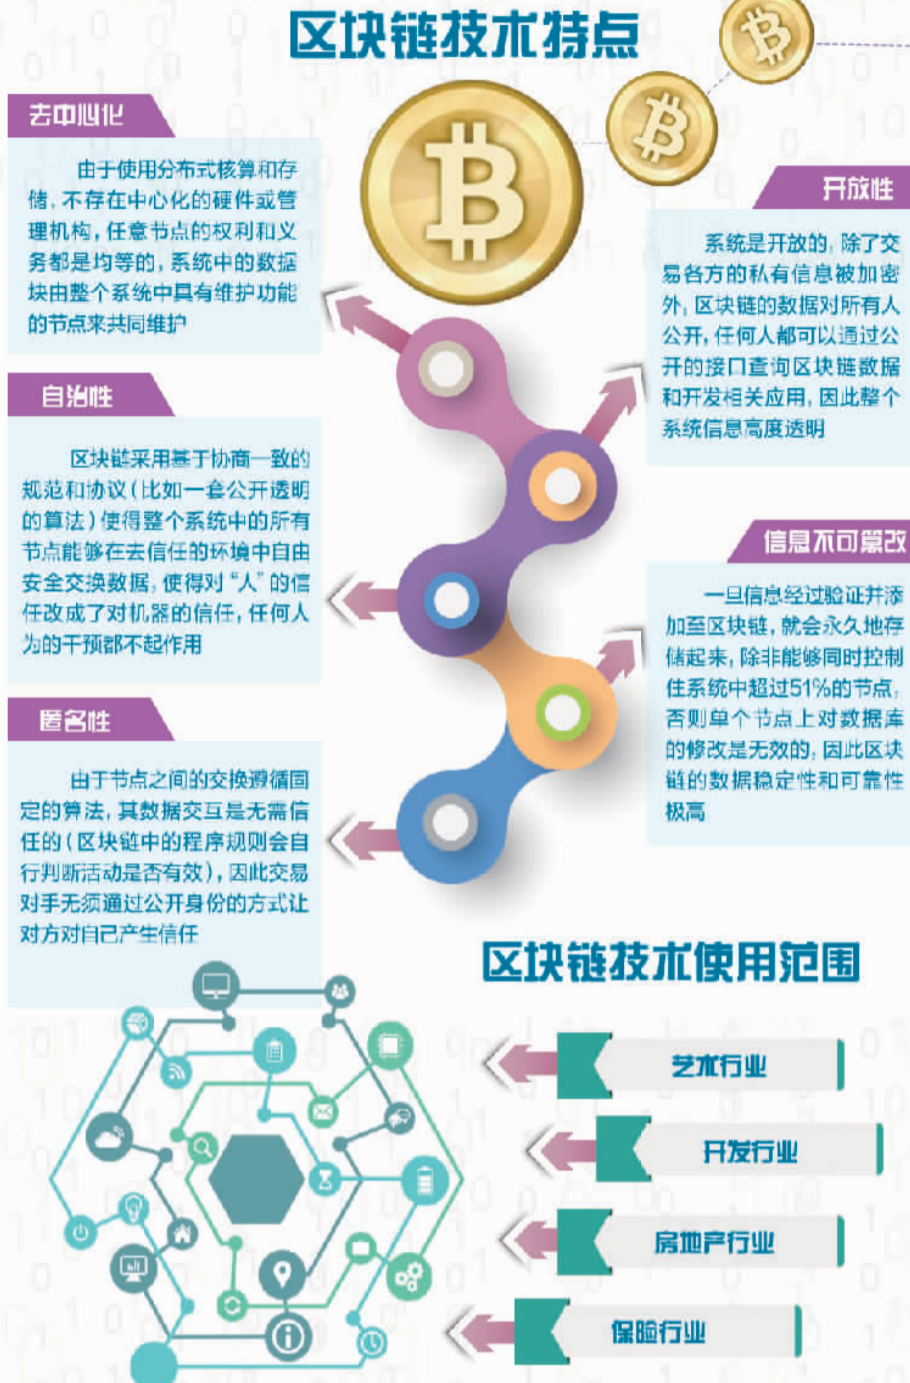 区块链技术特点
去中心化
由于使用分布式核算和存
储,不存在中心化的硬件或管
理机构,任意节点的权利和义
务都是均等的,系统中的数据
块由整个系统中具有维护功能
的节点来共同维护
开放性
系统是开放的,除了交
易各方的私有信息被加密
外,区块链的数据对所有人
公开,任何人都可以通过公
开的接口查询区块链数据
和开发相关应用,因此整个
系统信息高度透明
自治性
区块链采用基于协商一致的
规范和协议(比如一套公开透明
的算法)使得整个系统中的所有
节点能够在去信任的环境中自由
安全交换数据,使得对“人”的信
任改成了对机器的信任,任何人
为的干预都不起作用
信息不可篡改
一旦信息经过验证并添
加至区块链,就会永久地存
储起来,除非能够同时控制
住系统中超过51%的节点,
否则单个节点上对数据库
的修改是无效的,因此区块
链的数据稳定性和可靠性
极高
匿名性
由于节点之间的交换遵循固
定的算法,其数据交互是无需信
任的(区块链中的程序规则会自
行判断活动是否有效),因此交易
对手无须通过公开身份的方式让
对方对自己产生信任
区块链技术使用范围
艺术行业
开发行业
房地产行业
保险行业